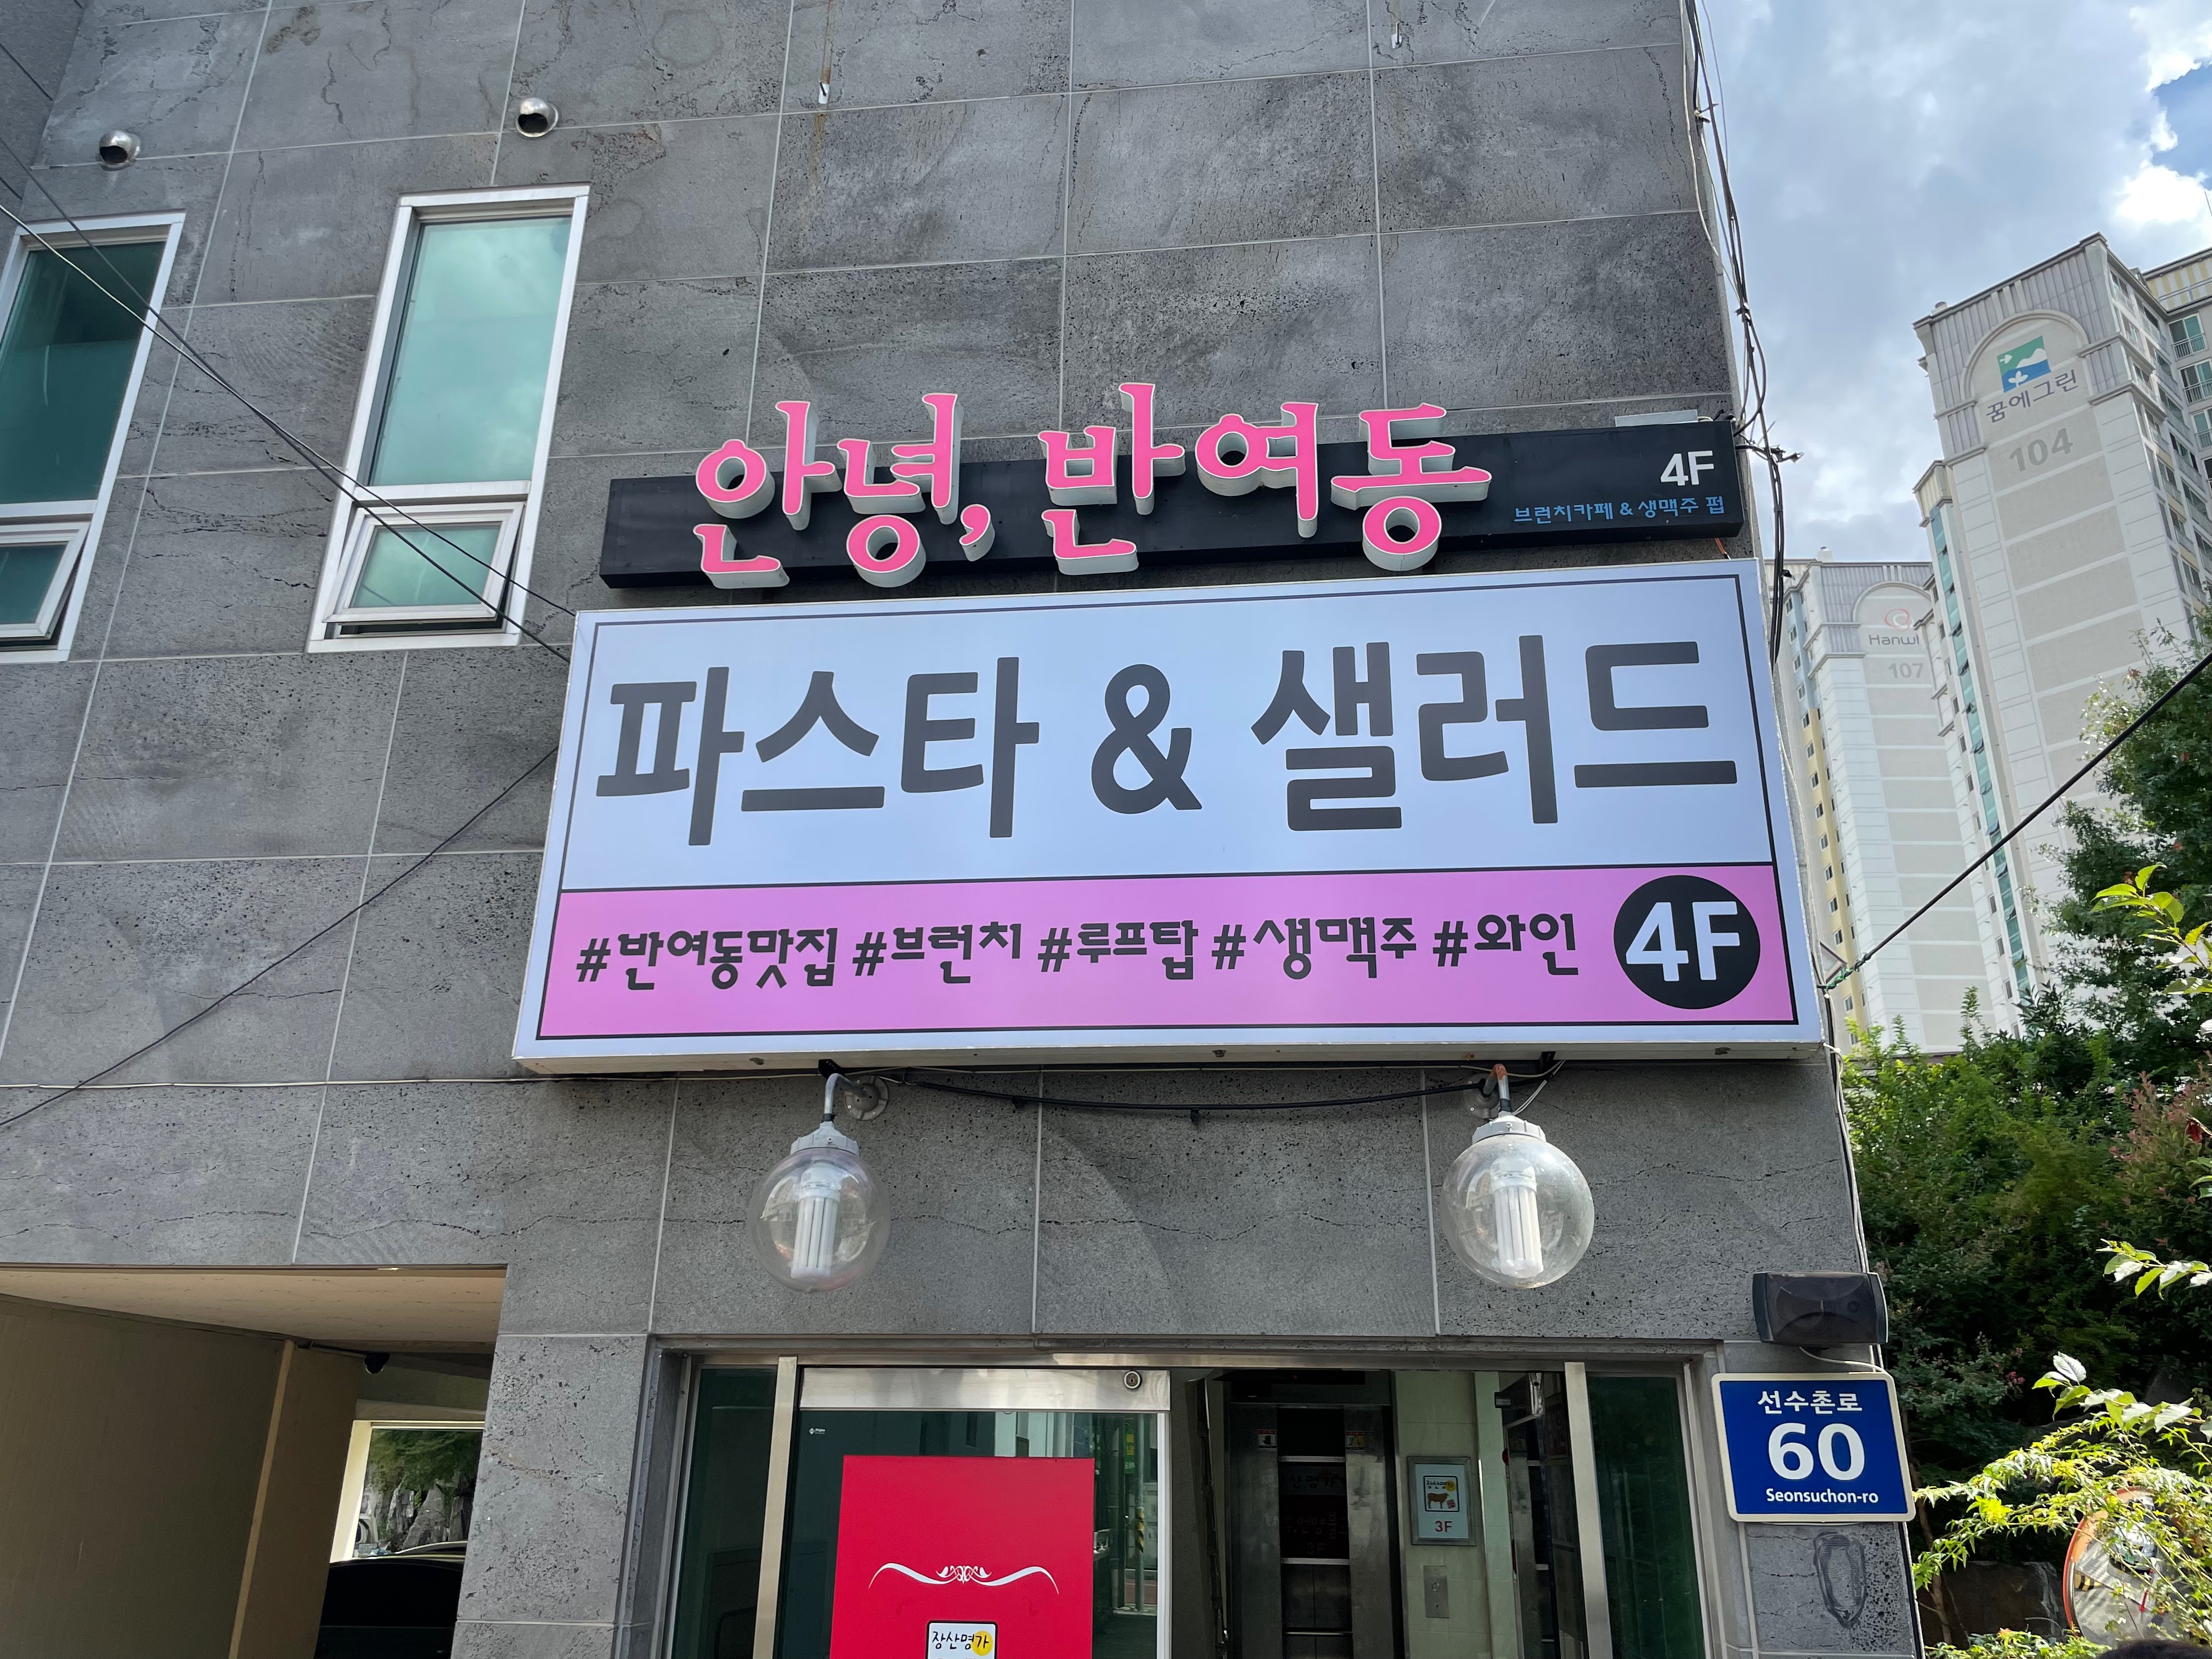 안녕, 반여동
4F
브런치카페 & 생맥주 펍
파스타 & 샐러드
#반여동맛집 #브런치 #루프탑 #생맥주 #와인 4F
꿈에그린
104
107
선수촌로
60
Seonsuchon-ro
3F
장산명가